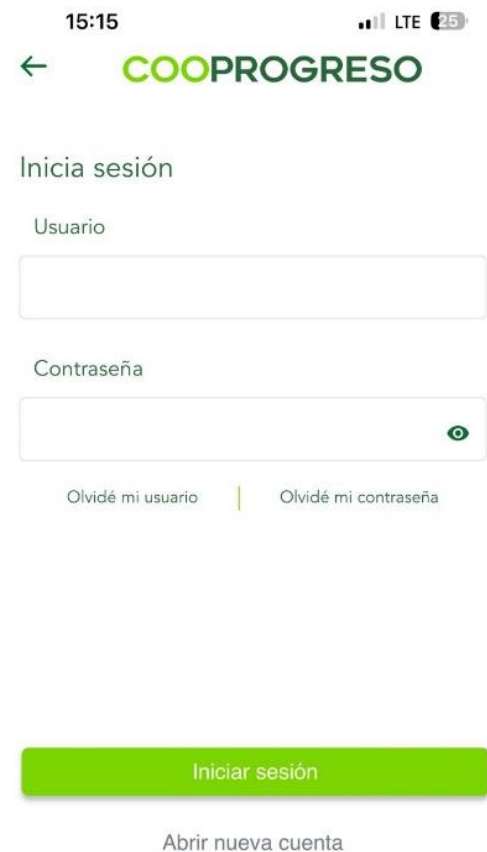 15:15 LTE 25
COOPROGRESO
Inicia sesión
Usuario
Contraseña
Olvidé mi usuario | Olvidé mi contraseña
Iniciar sesión
Abrir nueva cuenta